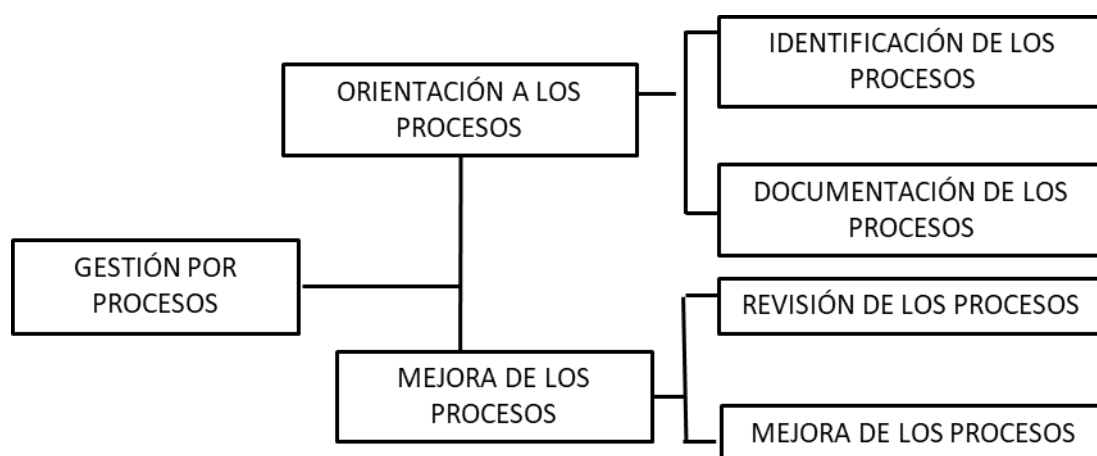 IDENTIFICACIÓN DE LOS
PROCESOS
ORIENTACIÓN A LOS
PROCESOS
DOCUMENTACIÓN DE LOS
PROCESOS
GESTIÓN POR
PROCESOS
REVISIÓN DE LOS PROCESOS
MEJORA DE LOS
PROCESOS
MEJORA DE LOS PROCESOS